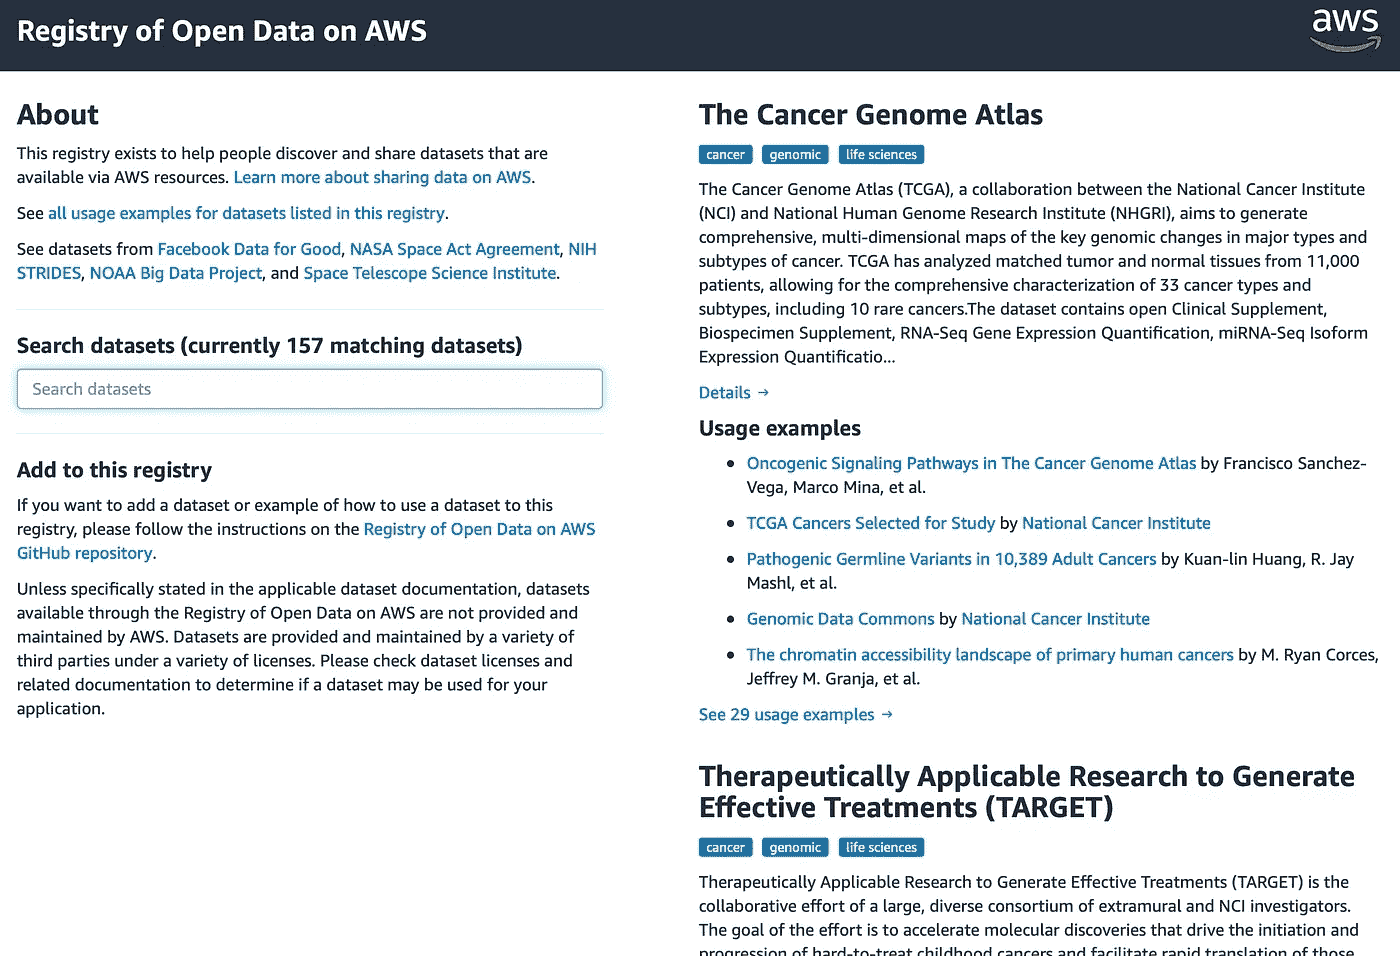 Registry of Open Data on AWS
aws
About
This registry exists to help people discover and share datasets that are
available via AWS resources. Learn more about sharing data on AWS.
See all usage examples for datasets listed in this registry.
See datasets from Facebook Data for Good, NASA Space Act Agreement, NIH
STRIDES, NOAA Big Data Project, and Space Telescope Science Institute.
Search datasets (currently 157 matching datasets)
Search datasets
Add to this registry
If you want to add a dataset or example of how to use a dataset to this
registry, please follow the instructions on the Registry of Open Data on AWS
GitHub repository.
Unless specifically stated in the applicable dataset documentation, datasets
available through the Registry of Open Data on AWS are not provided and
maintained by AWS. Datasets are provided and maintained by a variety of
third parties under a variety of licenses. Please check dataset licenses and
related documentation to determine if a dataset may be used for your
application.
The Cancer Genome Atlas
cancer genomic life sciences
The Cancer Genome Atlas (TCGA), a collaboration between the National Cancer Institute
(NCI) and National Human Genome Research Institute (NHGRI), aims to generate
comprehensive, multi-dimensional maps of the key genomic changes in major types and
subtypes of cancer. TCGA has analyzed matched tumor and normal tissues from 11,000
patients, allowing for the comprehensive characterization of 33 cancer types and
subtypes, including 10 rare cancers.The dataset contains open Clinical Supplement,
Biospecimen Supplement, RNA-Seq Gene Expression Quantification, miRNA-Seq Isoform
Expression Quantificatio...
Details →
Usage examples
• Oncogenic Signaling Pathways in The Cancer Genome Atlas by Francisco Sanchez-
Vega, Marco Mina, et al.
• TCGA Cancers Selected for Study by National Cancer Institute
• Pathogenic Germline Variants in 10,389 Adult Cancers by Kuan-lin Huang, R. Jay
Mashl, et al.
• Genomic Data Commons by National Cancer Institute
• The chromatin accessibility landscape of primary human cancers by M. Ryan Corces,
Jeffrey M. Granja, et al.
See 29 usage examples →
Therapeutically Applicable Research to Generate
Effective Treatments (TARGET)
cancer genomic life sciences
Therapeutically Applicable Research to Generate Effective Treatments (TARGET) is the
collaborative effort of a large, diverse consortium of extramural and NCI investigators.
The goal of the effort is to accelerate molecular discoveries that drive the initiation and
progression of hard-to-treat childhood cancers and facilitate rapid translation of those